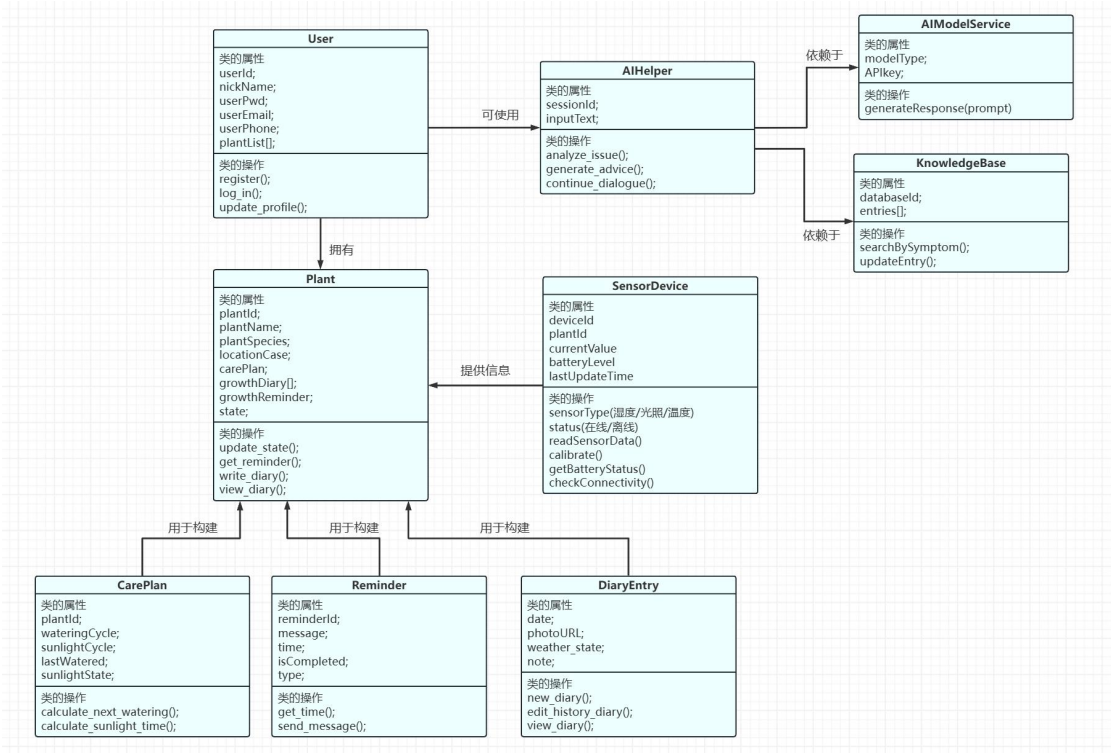 User
类的属性
userId;
nickName;
userPwd;
userEmail;
userPhone;
plantList[];
类的操作
register();
log_in();
update_profile();
可使用
AIHelper
类的属性
sessionId;
inputText;
类的操作
analyze_issue();
generate_advice();
continue_dialogue();
依赖于
AIModelService
类的属性
modelType;
APIkey;
类的操作
generateResponse(prompt)
依赖于
KnowledgeBase
类的属性
databaseId;
entries[];
类的操作
searchBySymptom();
updateEntry();
拥有
Plant
类的属性
plantId;
plantName;
plantSpecies;
locationCase;
carePlan;
growthDiary[];
growthReminder;
state;
类的操作
update_state();
get_reminder();
write_diary();
view_diary();
提供信息
SensorDevice
类的属性
deviceId
plantId
currentValue
batteryLevel
lastUpdateTime
类的操作
sensorType(湿度/光照/温度)
status(在线/离线)
readSensorData()
calibrate()
getBatteryStatus()
checkConnectivity()
用于构建
用于构建
用于构建
CarePlan
类的属性
plantId;
wateringCycle;
sunlightCycle;
lastWatered;
sunlightState;
类的操作
calculate_next_watering();
calculate_sunlight_time();
Reminder
类的属性
reminderId;
message;
time;
isCompleted;
type;
类的操作
get_time();
send_message();
DiaryEntry
类的属性
date;
photoURL;
weather_state;
note;
类的操作
new_diary();
edit_history_diary();
view_diary();